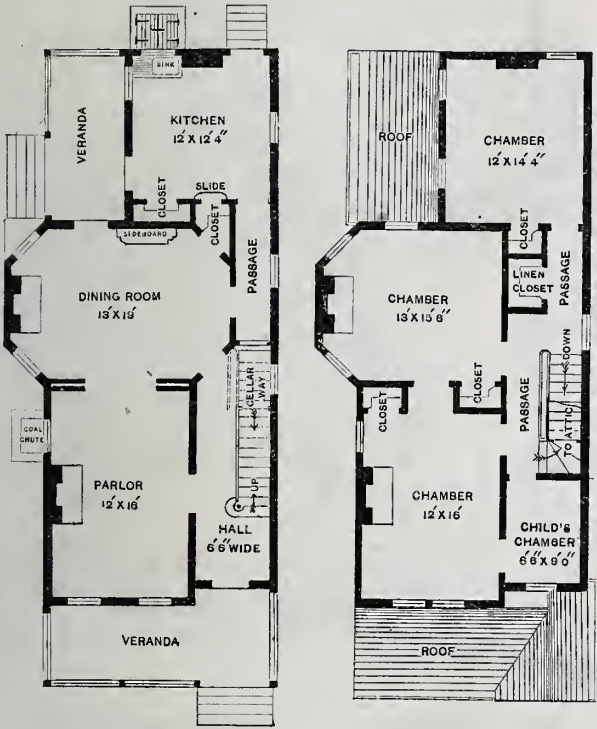 SINK
KITCHEN
12' X 12' 4"
VERANDA
CLOSET
SLIDE
CLOSET
SIDEBOARD
PASSAGE
DINING ROOM
13' X 19'
CELLAR
WAY
COAL
CHUTE
UP
PARLOR
12' X 16'
HALL
6' 6" WIDE
VERANDA
ROOF
CHAMBER
12' X 14' 4"
CLOSET
LINEN
CLOSET
PASSAGE
CHAMBER
13' X 15' 6"
DOWN
CLOSET
CLOSET
PASSAGE
TO ATTIC
CHAMBER
12' X 16'
CHILD'S
CHAMBER
6' 6" X 9' 0"
ROOF